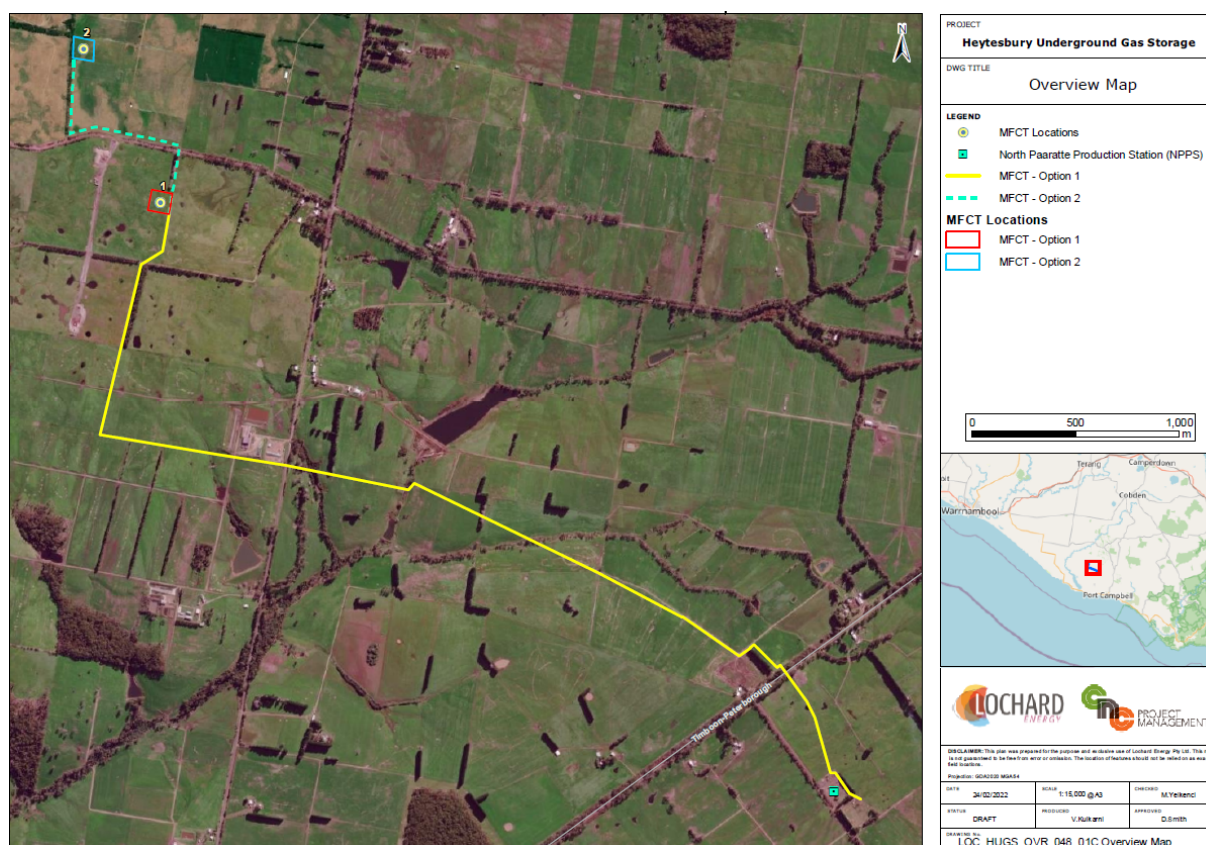 2
1
N
Timboon-Peterborough
PROJECT
Heytesbury Underground Gas Storage
DWG TITLE
Overview Map
LEGEND
MFCT Locations
North Paaratte Production Station (NPPS)
MFCT - Option 1
MFCT - Option 2
MFCT Locations
MFCT - Option 1
MFCT - Option 2
0 500 1,000
m
Terang Camperdown
Cobden
Warrnambool
Port Campbell
LOCHARD
ENERGY
PROJECT
MANAGEMENT
DISCLAIMER: This plan was prepared for the purpose and exclusive use of Lochard Energy Pty Ltd. This
is not guaranteed to be free from error or omission. The location of features should not be relied on as
field locations.
Projection: GDA2020 MGA54
DATE SCALE CHECKED
24/02/2022 1:15,000 @ A3 M.Yelkenci
STATUS PRODUCED APPROVED
DRAFT V.Kulkarni D.Smith
DRAWING No.
LOC_HUGS_OVR_048_01C Overview Map